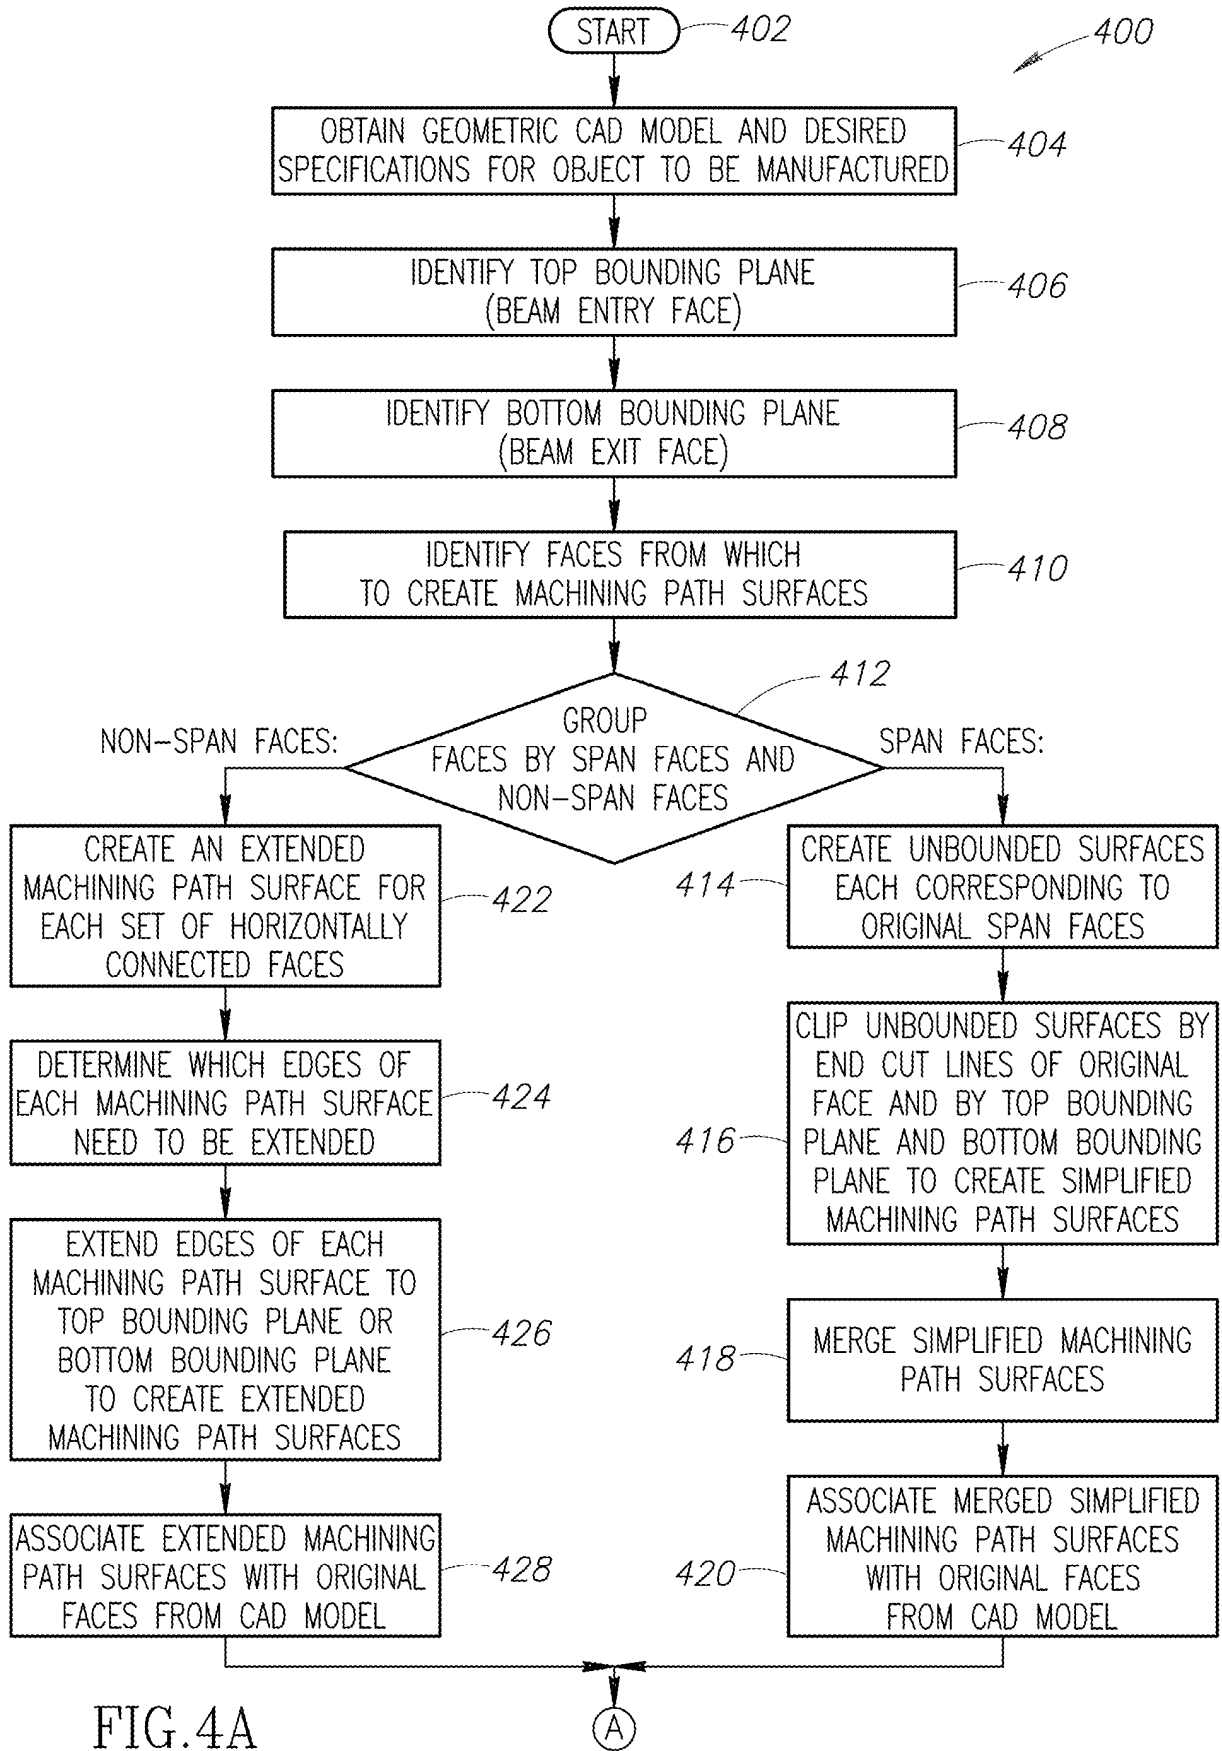 START
402
400
OBTAIN GEOMETRIC CAD MODEL AND DESIRED
SPECIFICATIONS FOR OBJECT TO BE MANUFACTURED
404
IDENTIFY TOP BOUNDING PLANE
(BEAM ENTRY FACE)
406
IDENTIFY BOTTOM BOUNDING PLANE
(BEAM EXIT FACE)
408
IDENTIFY FACES FROM WHICH
TO CREATE MACHINING PATH SURFACES
410
412
GROUP
FACES BY SPAN FACES AND
NON-SPAN FACES
NON-SPAN FACES:
SPAN FACES:
CREATE AN EXTENDED
MACHINING PATH SURFACE FOR
EACH SET OF HORIZONTALLY
CONNECTED FACES
422
DETERMINE WHICH EDGES OF
EACH MACHINING PATH SURFACE
NEED TO BE EXTENDED
424
EXTEND EDGES OF EACH
MACHINING PATH SURFACE TO
TOP BOUNDING PLANE OR
BOTTOM BOUNDING PLANE
TO CREATE EXTENDED
MACHINING PATH SURFACES
426
ASSOCIATE EXTENDED MACHINING
PATH SURFACES WITH ORIGINAL
FACES FROM CAD MODEL
428
414
CREATE UNBOUNDED SURFACES
EACH CORRESPONDING TO
ORIGINAL SPAN FACES
416
CLIP UNBOUNDED SURFACES BY
END CUT LINES OF ORIGINAL
FACE AND BY TOP BOUNDING
PLANE AND BOTTOM BOUNDING
PLANE TO CREATE SIMPLIFIED
MACHINING PATH SURFACES
418
MERGE SIMPLIFIED MACHINING
PATH SURFACES
420
ASSOCIATE MERGED SIMPLIFIED
MACHINING PATH SURFACES
WITH ORIGINAL FACES
FROM CAD MODEL
A
FIG.4A